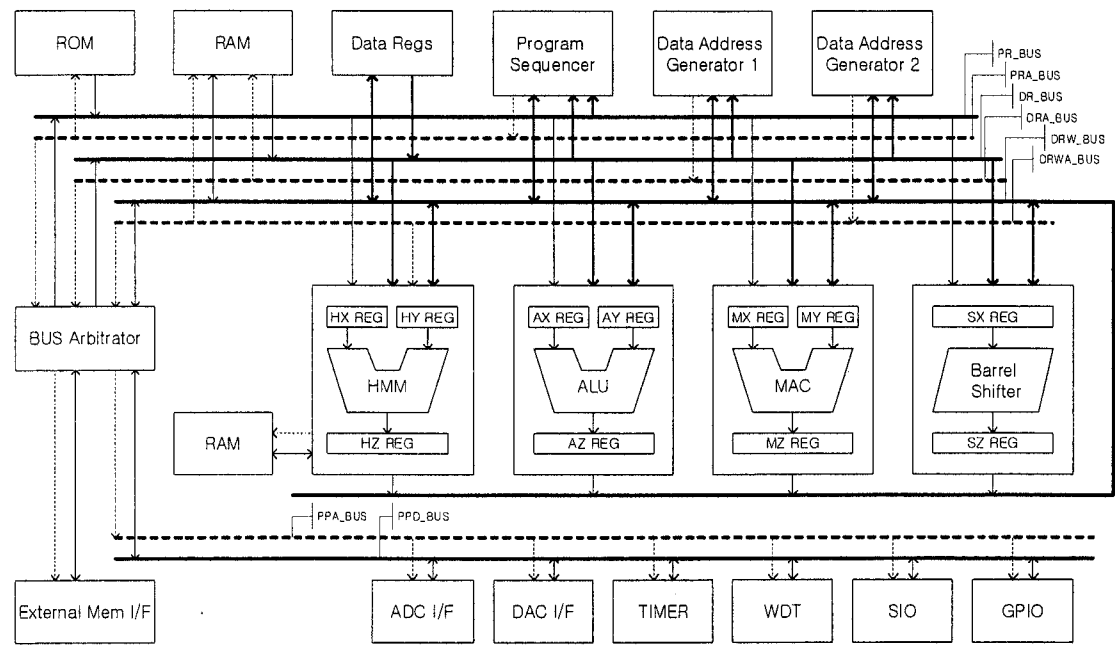 ROM
RAM
Data Regs
Program
Sequencer
Data Address
Generator 1
Data Address
Generator 2
PR_BUS
PRA_BUS
DR_BUS
DRA_BUS
DRW_BUS
DRWA_BUS
BUS Arbitrator
HX REG
HY REG
HMM
HZ REG
AX REG
AY REG
ALU
AZ REG
MX REG
MY REG
MAC
MZ REG
SX REG
Barrel
Shifter
SZ REG
RAM
PPA_BUS
PPD_BUS
External Mem I/F
ADC I/F
DAC I/F
TIMER
WDT
SIO
GPIO